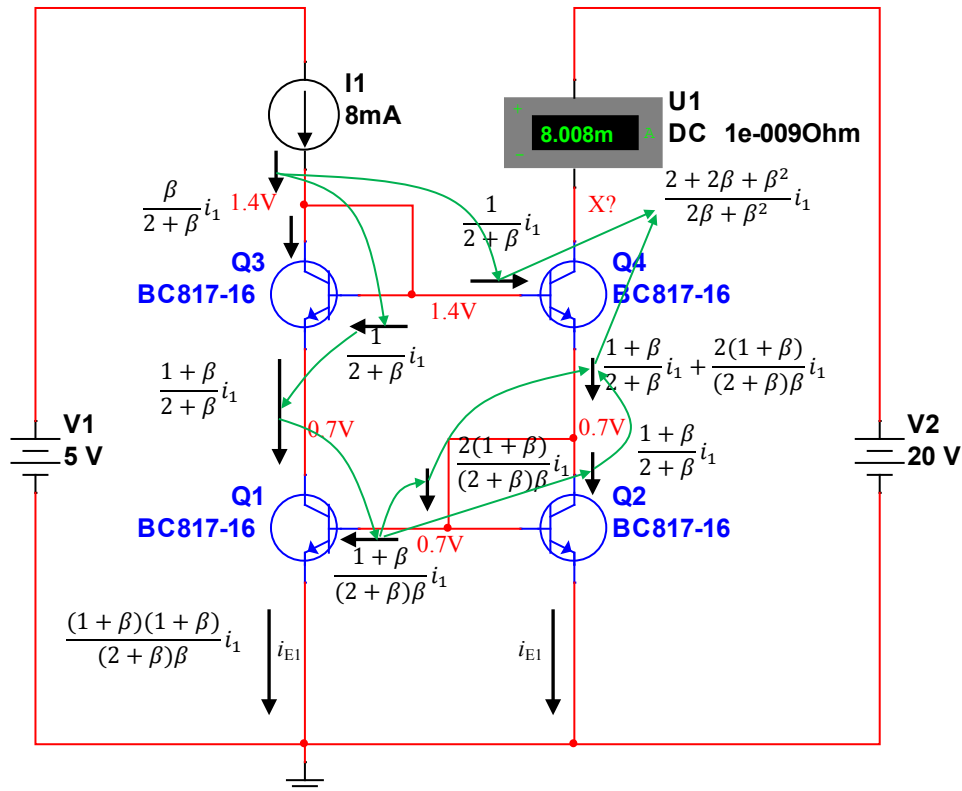 I1
8mA
+
−
8.008m
A
U1
DC 1e-009Ohm
β/(2 + β) i₁
1.4V
1/(2 + β) i₁
X?
(2 + 2β + β²)/(2β + β²) i₁
Q3
BC817-16
Q4
BC817-16
1.4V
1/(2 + β) i₁
(1 + β)/(2 + β) i₁
(1 + β)/(2 + β) i₁ + 2(1 + β)/((2 + β)β) i₁
V1
5 V
0.7V
0.7V
V2
20 V
2(1 + β)/((2 + β)β) i₁
(1 + β)/(2 + β) i₁
Q1
BC817-16
Q2
BC817-16
0.7V
(1 + β)/((2 + β)β) i₁
(1 + β)(1 + β)/((2 + β)β) i₁
iE1
iE1